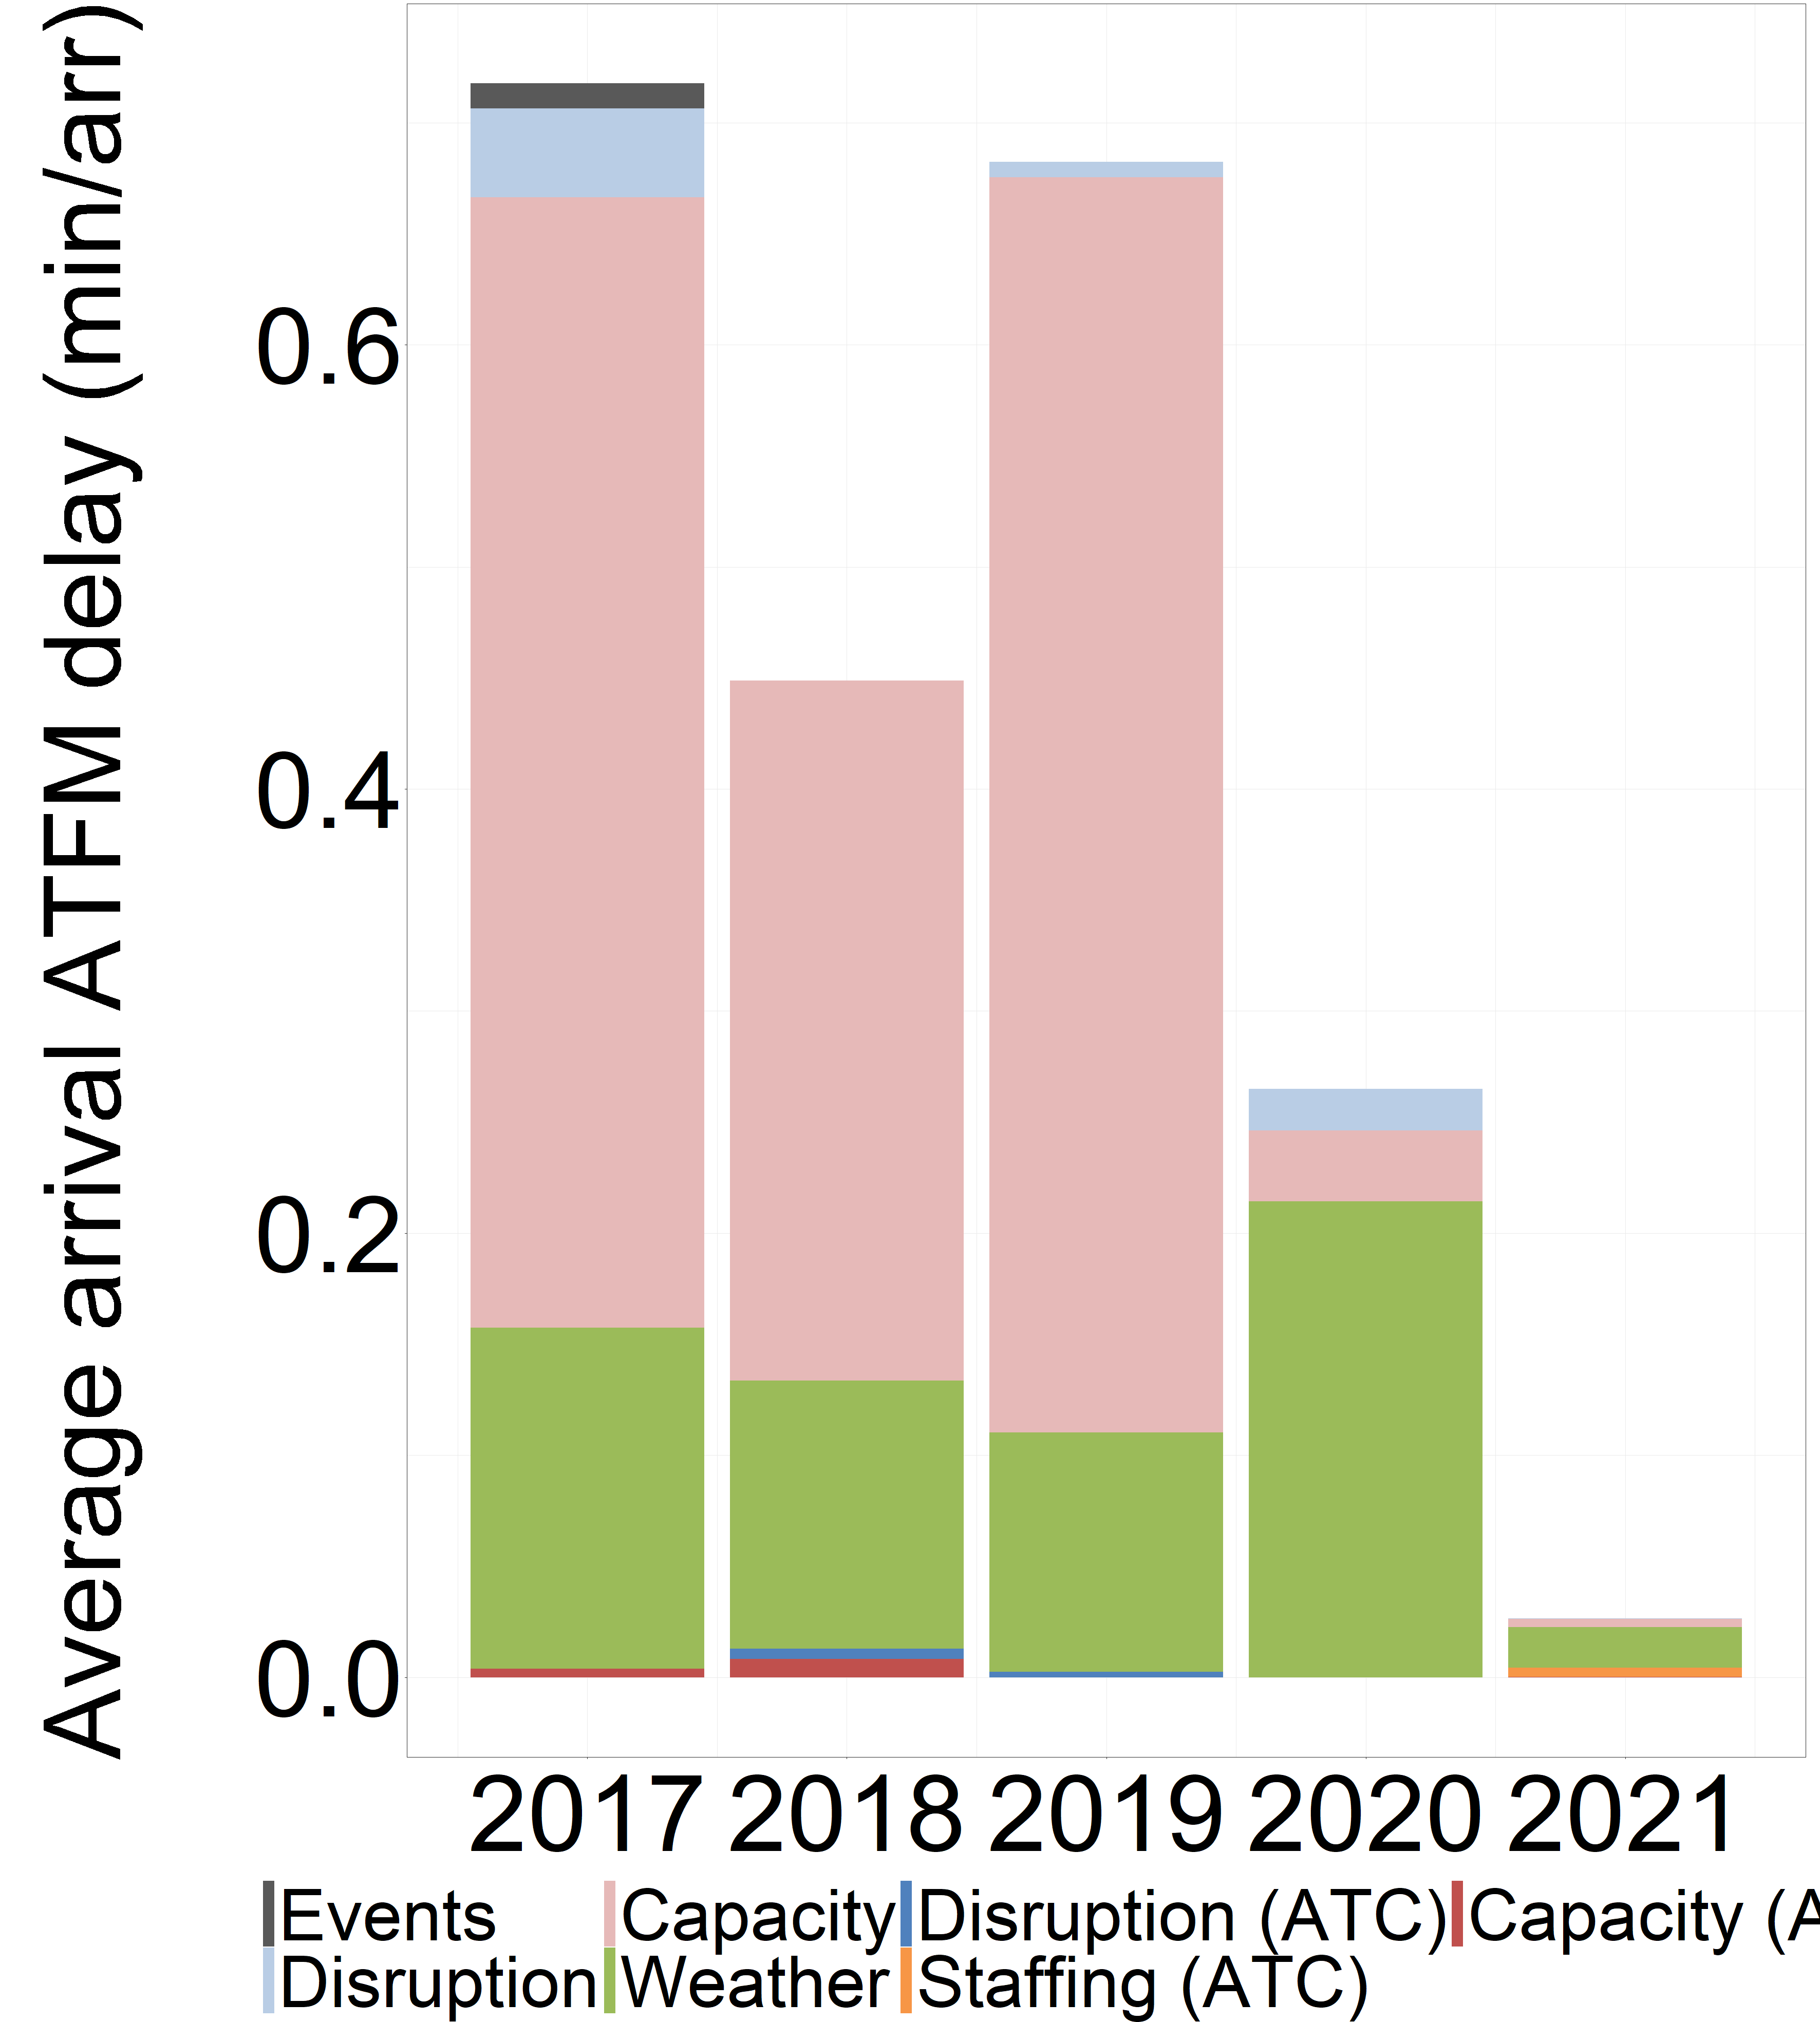 Average arrival ATFM delay (min/arr)
0.6
0.4
0.2
0.0
2017 2018 2019 2020 2021
Events Capacity Disruption (ATC) Capacity (A
Disruption Weather Staffing (ATC)